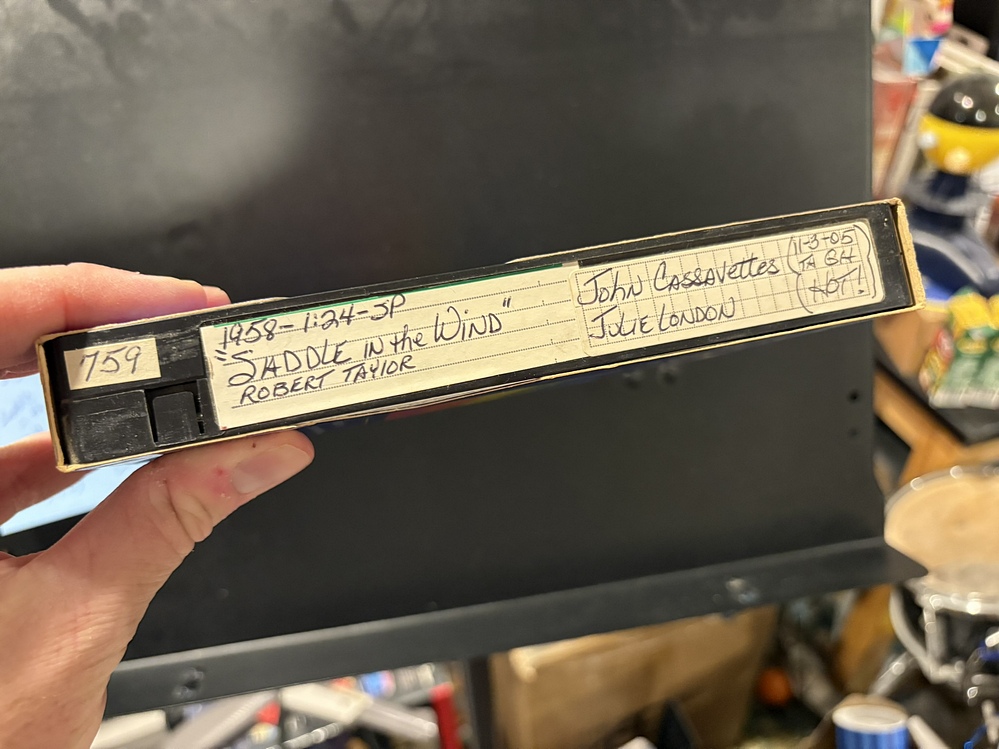 759
1958-1:24-SP
"SADDLE IN the WIND"
ROBERT TAYLOR
JOHN CASSAVETTES
JULIE LONDON
(11-3-05
TA GH
HOT!)